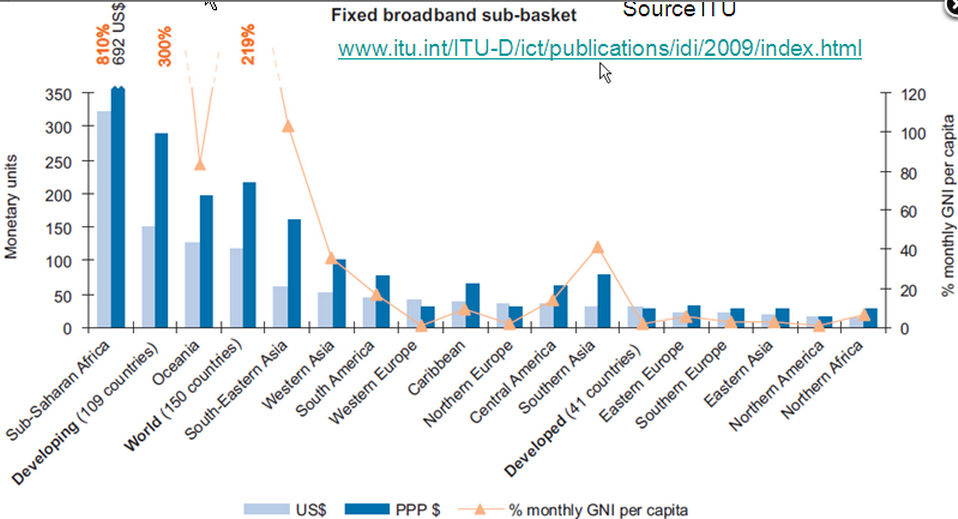 Fixed broadband sub-basket
Source ITU
www.itu.int/ITU-D/ict/publications/idi/2009/index.html
810%
692 US$
300%
219%
350
300
250
200
150
100
50
0
Monetary units
120
100
80
60
40
20
0
% monthly GNI per capita
Sub-Saharan Africa
Developing (109 countries)
Oceania
World (150 countries)
South-Eastern Asia
Western Asia
South America
Western Europe
Caribbean
Northern Europe
Central America
Southern Asia
Developed (41 countries)
Eastern Europe
Southern Europe
Eastern Asia
Northern America
Northern Africa
US$
PPP $
% monthly GNI per capita